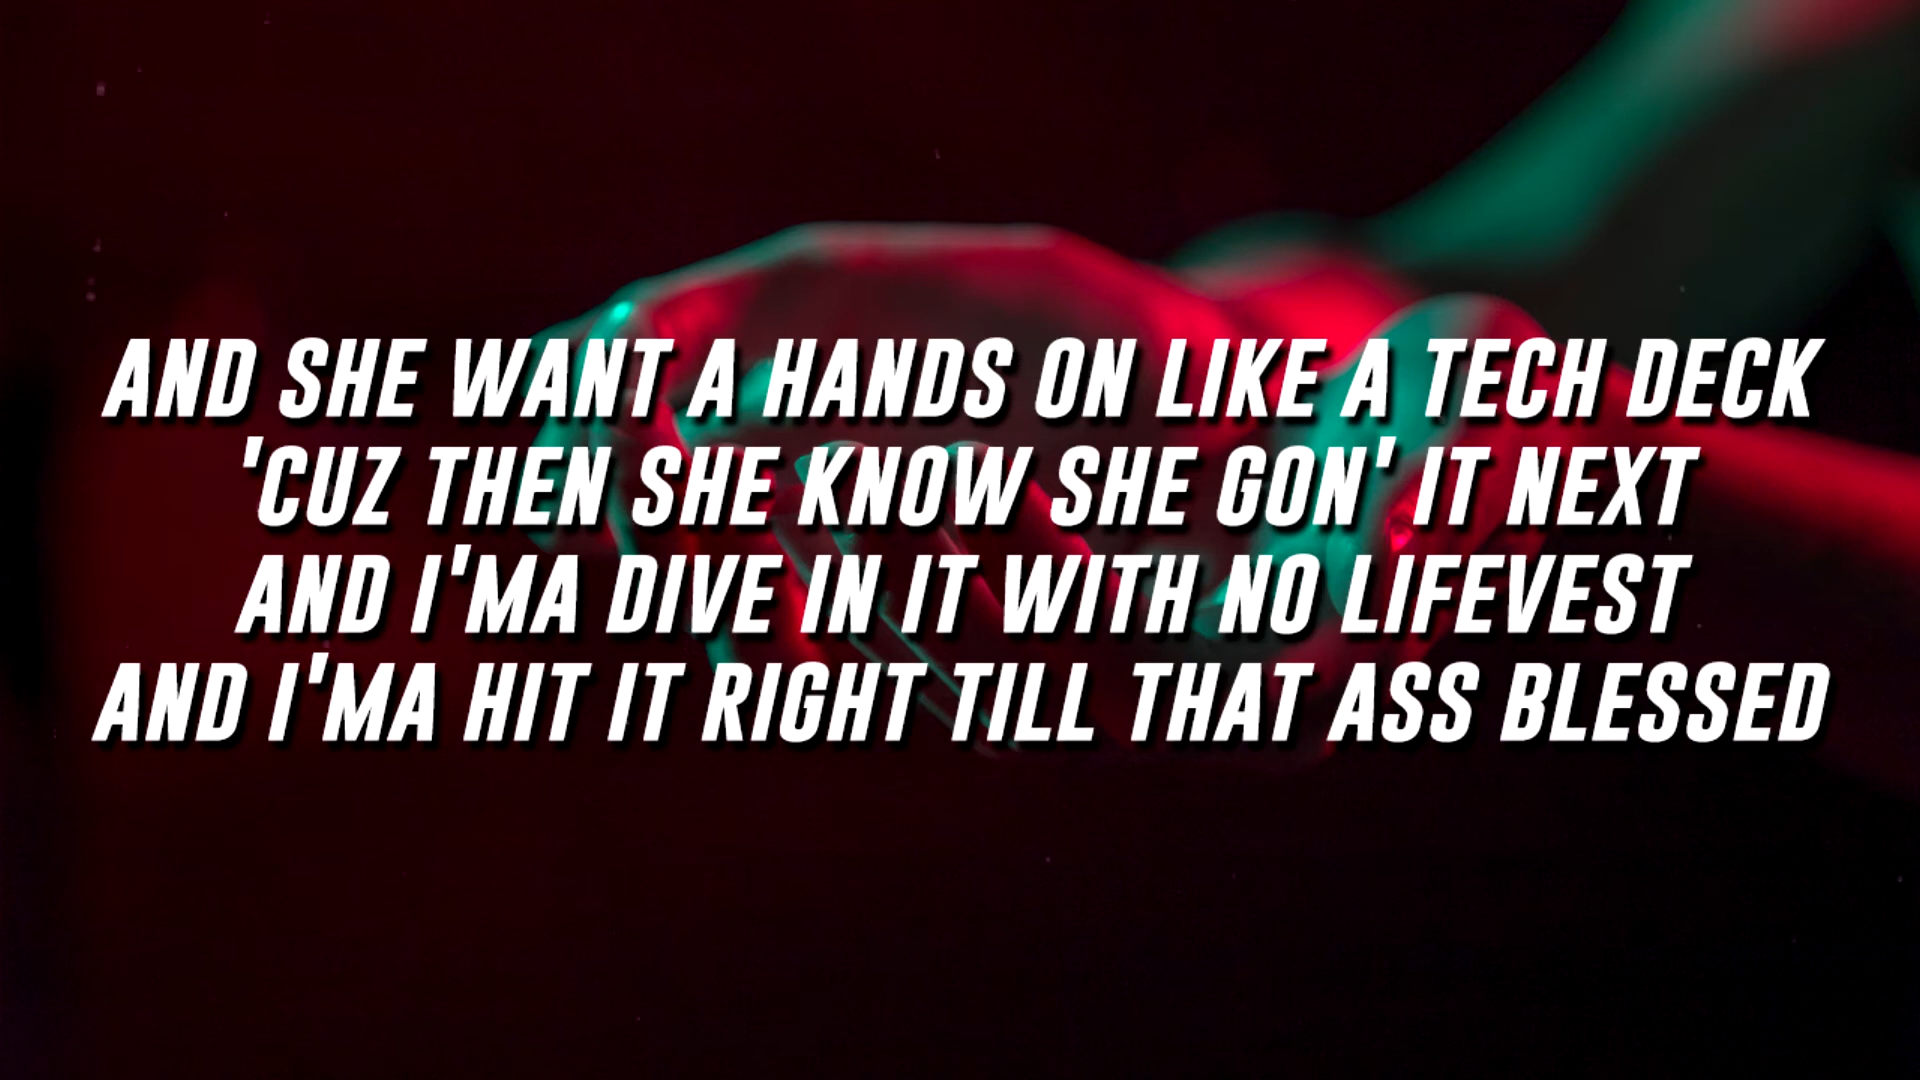 AND SHE WANT A HANDS ON LIKE A TECH DECK
'CUZ THEN SHE KNOW SHE GON' IT NEXT
AND I'MA DIVE IN IT WITH NO LIFEVEST
AND I'MA HIT IT RIGHT TILL THAT ASS BLESSED